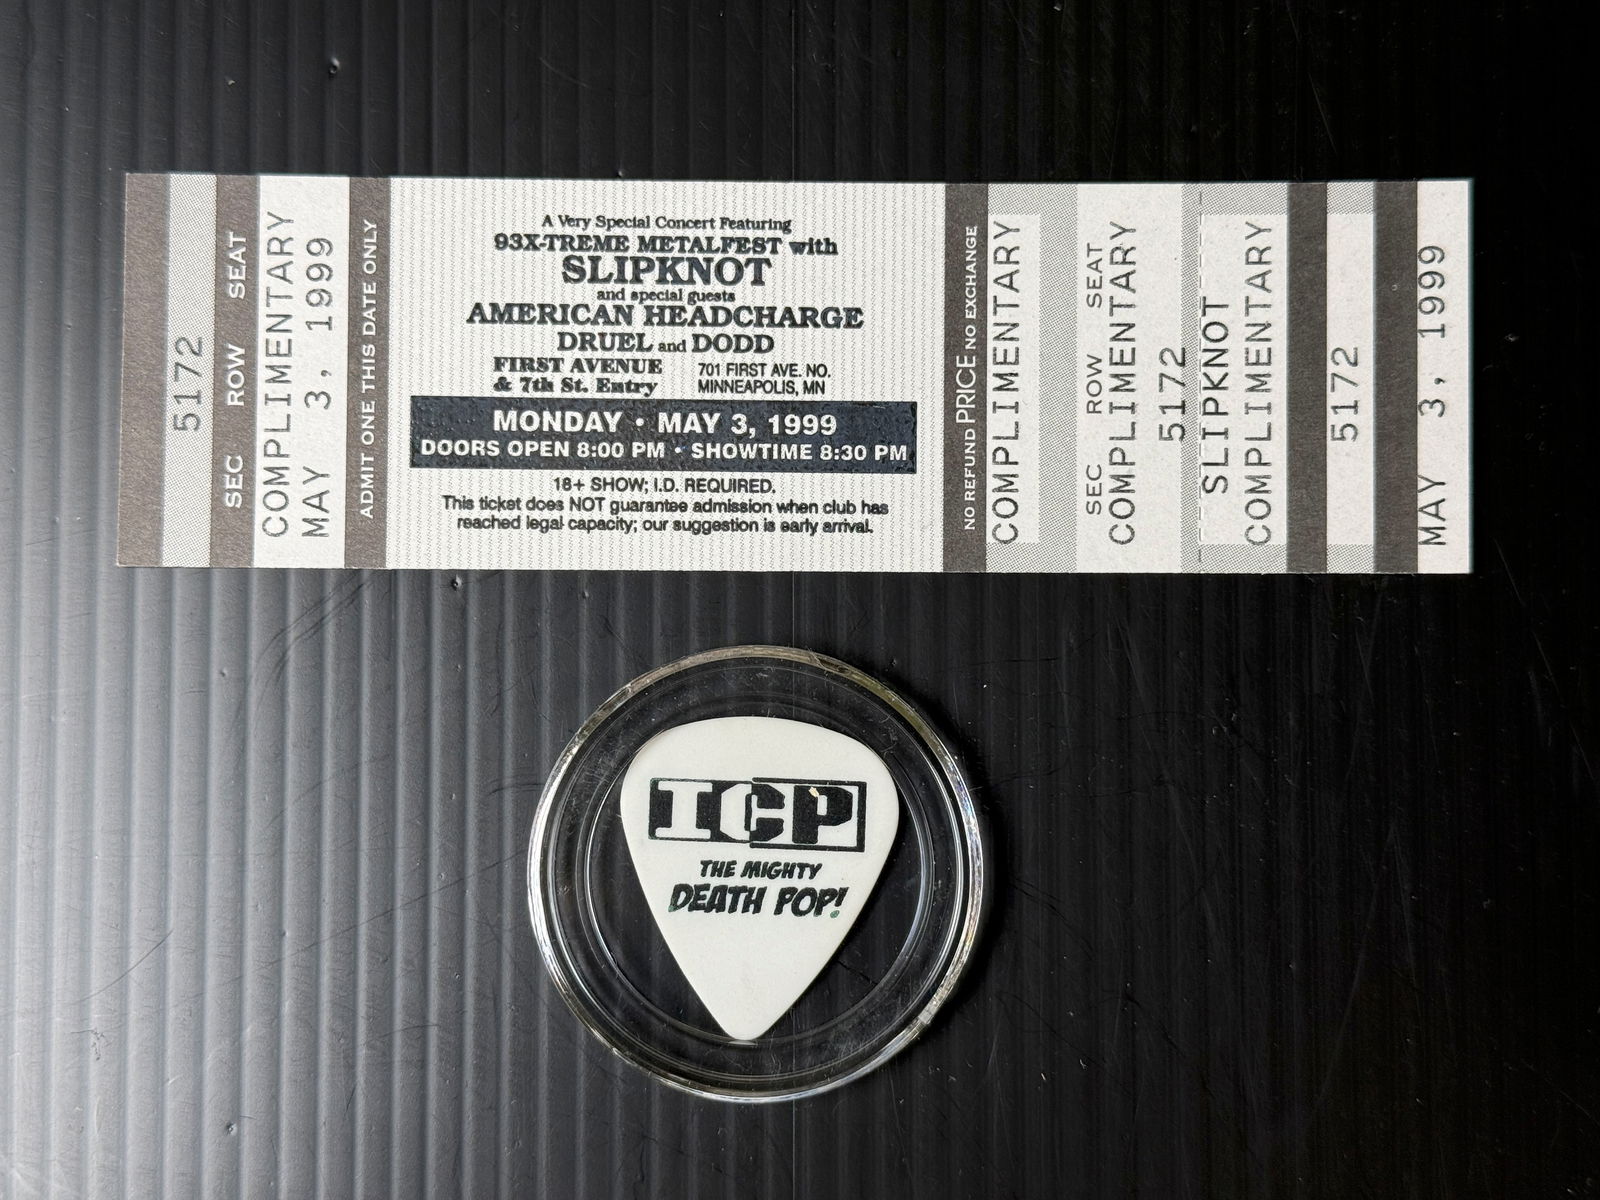 5172
SEC ROW SEAT
COMPLIMENTARY
MAY 3, 1999
ADMIT ONE THIS DATE ONLY
A Very Special Concert Featuring
93X-TREME METALFEST with
SLIPKNOT
and special guests
AMERICAN HEADCHARGE
DRUEL and DODD
FIRST AVENUE
& 7th St. Entry
701 FIRST AVE. NO.
MINNEAPOLIS, MN
MONDAY • MAY 3, 1999
DOORS OPEN 8:00 PM • SHOWTIME 8:30 PM
18+ SHOW; I.D. REQUIRED.
This ticket does NOT guarantee admission when club has
reached legal capacity; our suggestion is early arrival.
NO REFUND PRICE NO EXCHANGE
COMPLIMENTARY
SEC ROW SEAT
COMPLIMENTARY
5172
SLIPKNOT
COMPLIMENTARY
5172
MAY 3, 1999
ICP
THE MIGHTY
DEATH POP!